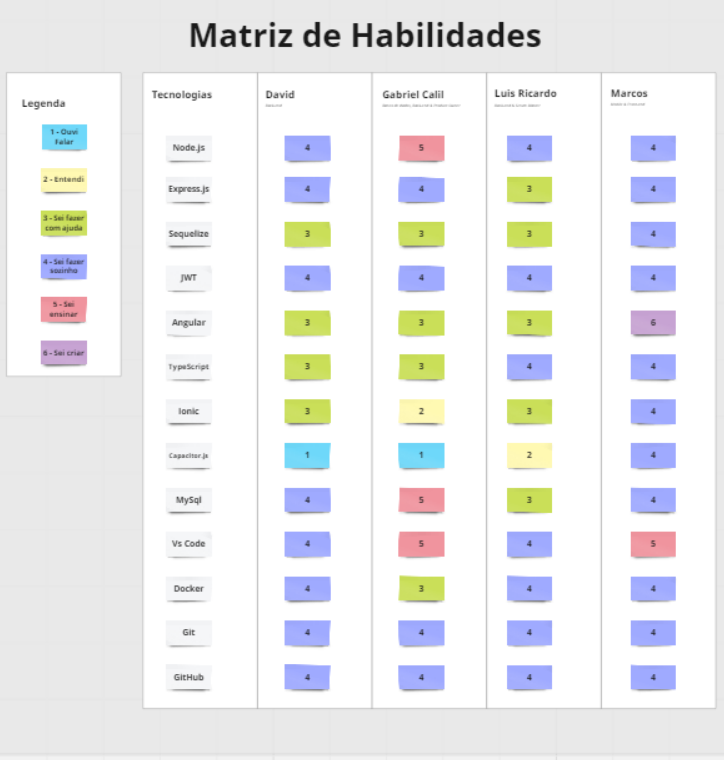 Matriz de Habilidades
Legenda
1 - Ouvi
Falar
2 - Entendi
3 - Sei fazer
com ajuda
4 - Sei fazer
sozinho
5 - Sei
ensinar
6 - Sei criar
Tecnologias David Gabriel Calil Luis Ricardo Marcos
Node.js 4 5 4 4
Express.js 4 4 3 4
Sequelize 3 3 3 4
JWT 4 4 4 4
Angular 3 3 3 6
TypeScript 3 3 4 4
Ionic 3 2 3 4
Capacitor.js 1 1 2 4
MySql 4 5 3 4
Vs Code 4 5 4 5
Docker 4 3 4 4
Git 4 4 4 4
GitHub 4 4 4 4